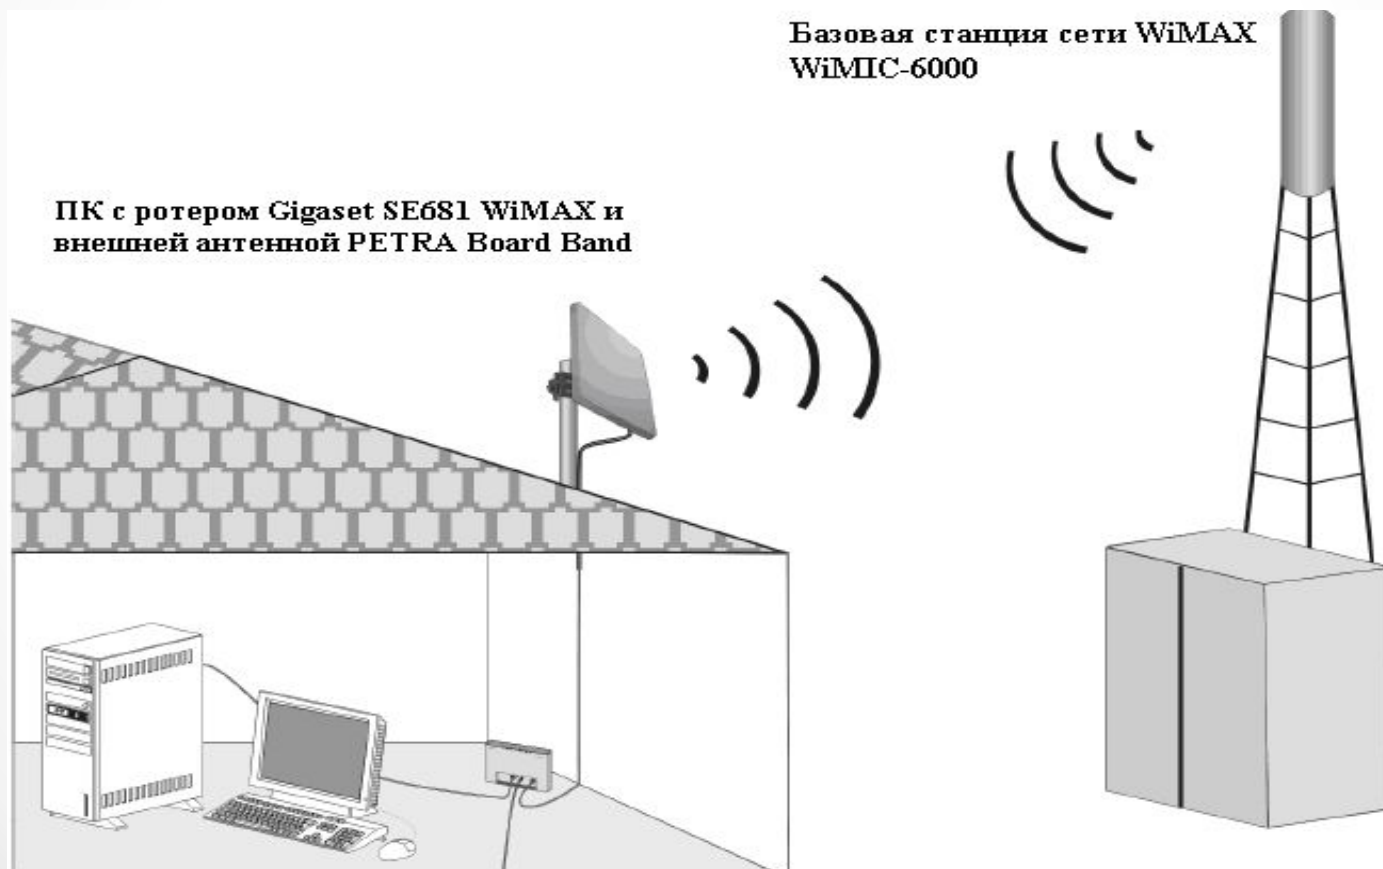 Базовая станция сети WiMAX
WiMIC-6000
ПК с ротером Gigaset SE681 WiMAX и
внешней антенной PETRA Board Band